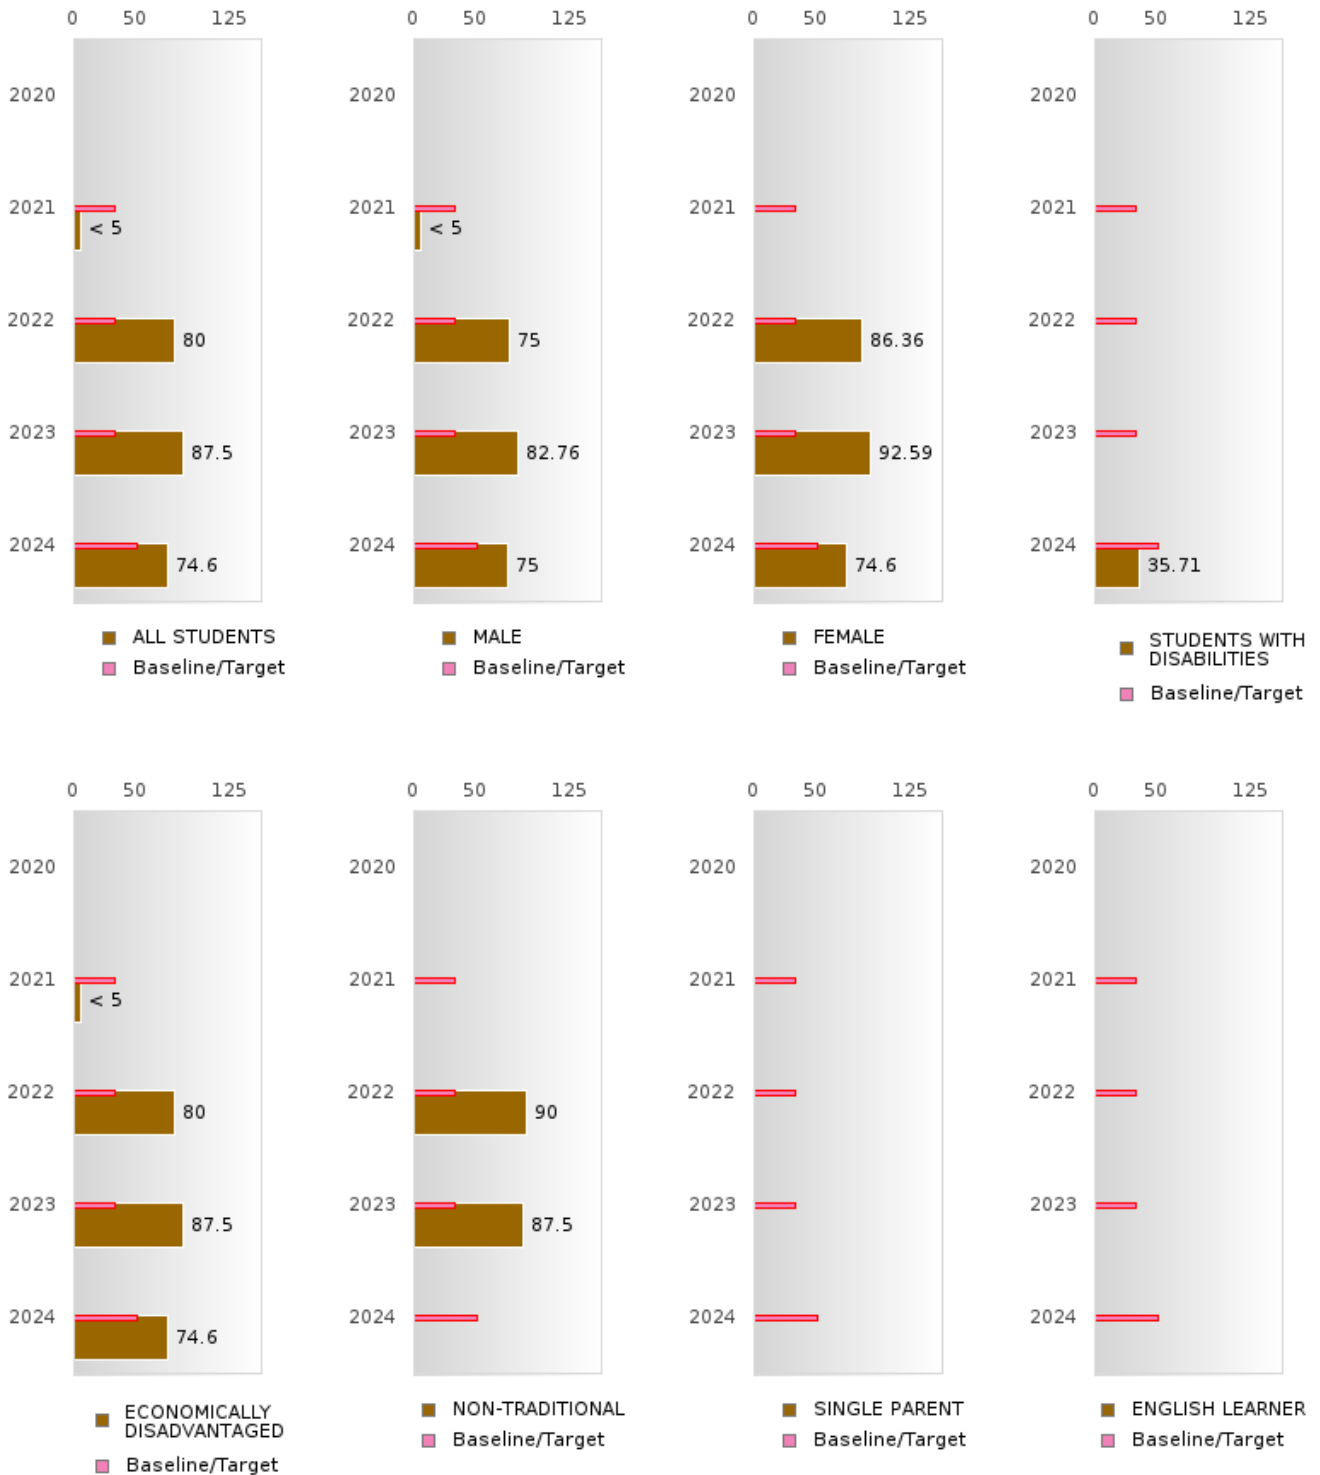 0 50 125 0 50 125 0 50 125 0 50 125
2020 2020 2020 2020
2021 2021 2021 2021
< 5 < 5
2022 2022 2022 2022
80 75 86.36
2023 2023 2023 2023
87.5 82.76 92.59
2024 2024 2024 2024
74.6 75 74.6 35.71
ALL STUDENTS MALE FEMALE STUDENTS WITH
DISABILITIES
Baseline/Target Baseline/Target Baseline/Target Baseline/Target
0 50 125 0 50 125 0 50 125 0 50 125
2020 2020 2020 2020
2021 2021 2021 2021
< 5
2022 2022 2022 2022
80 90
2023 2023 2023 2023
87.5 87.5
2024 2024 2024 2024
74.6
ECONOMICALLY NON-TRADITIONAL SINGLE PARENT ENGLISH LEARNER
DISADVANTAGED
Baseline/Target Baseline/Target Baseline/Target Baseline/Target